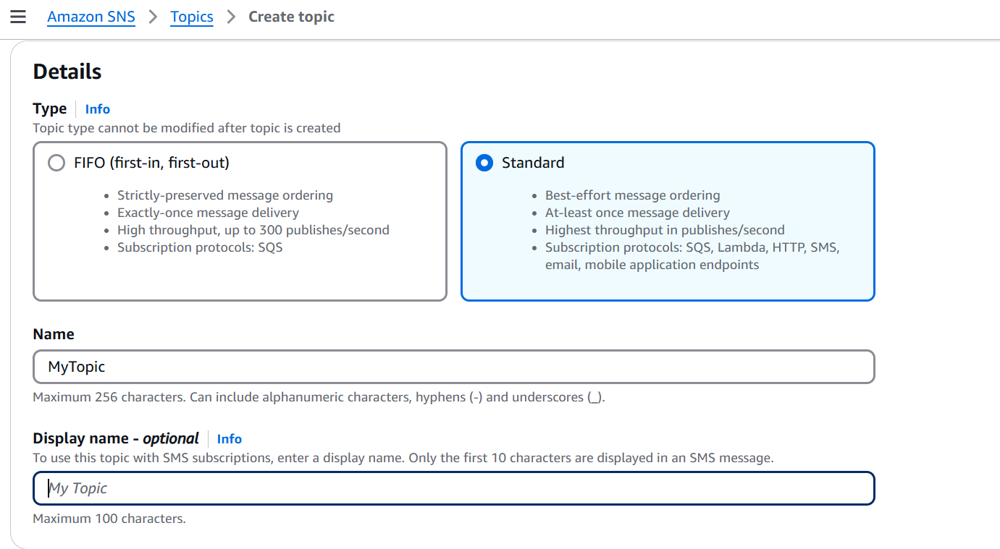 Amazon SNS > Topics > Create topic
Details
Type Info
Topic type cannot be modified after topic is created
FIFO (first-in, first-out)
• Strictly-preserved message ordering
• Exactly-once message delivery
• High throughput, up to 300 publishes/second
• Subscription protocols: SQS
Standard
• Best-effort message ordering
• At-least once message delivery
• Highest throughput in publishes/second
• Subscription protocols: SQS, Lambda, HTTP, SMS,
email, mobile application endpoints
Name
MyTopic
Maximum 256 characters. Can include alphanumeric characters, hyphens (-) and underscores (_).
Display name - optional Info
To use this topic with SMS subscriptions, enter a display name. Only the first 10 characters are displayed in an SMS message.
My Topic
Maximum 100 characters.